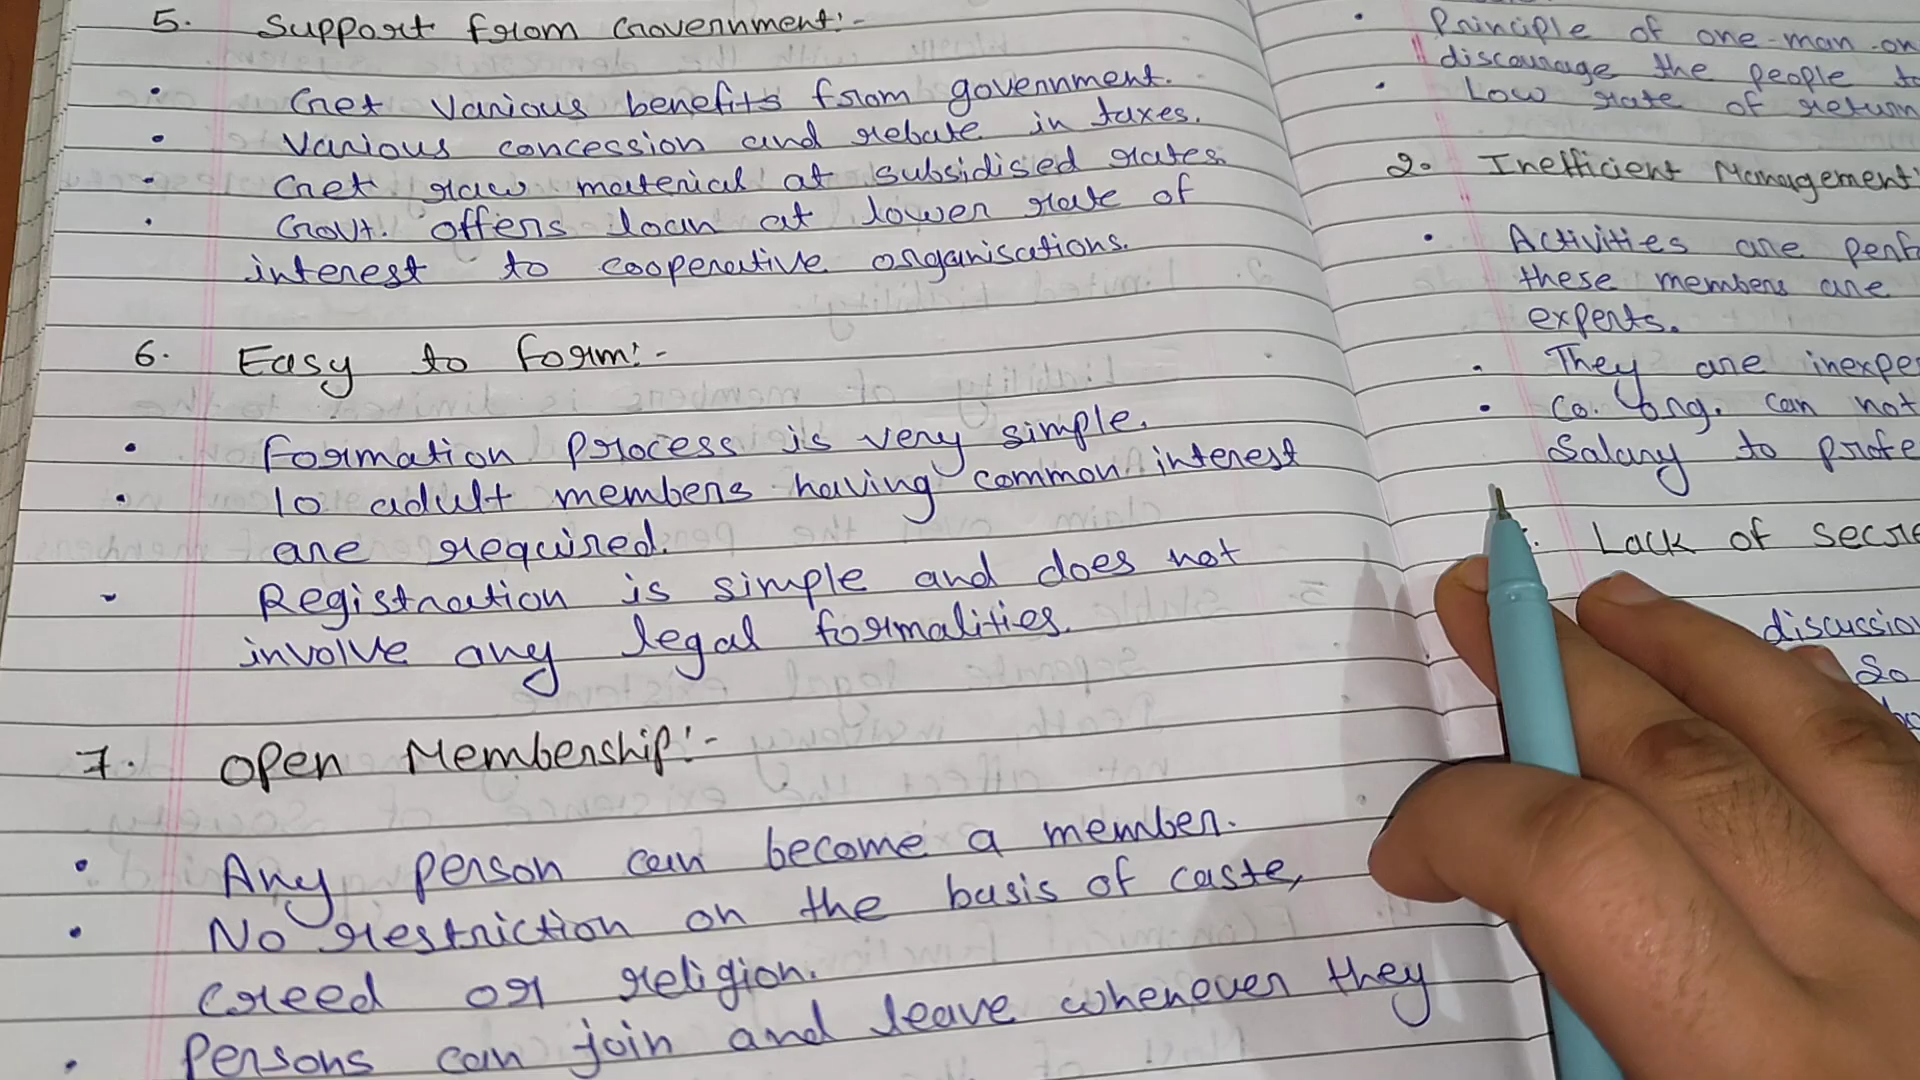 5. Support from Government:-
• Get various benefits from government.
• Various concession and rebate in taxes.
• Get raw material at subsidised rates.
• Govt. offers loan at lower rate of
interest to cooperative organisations.
6. Easy to form:-
• Formation process is very simple.
• 10 adult members having common interest
are required.
• Registration is simple and does not
involve any legal formalities.
7. Open Membership:-
• Any person can become a member.
• No restriction on the basis of caste,
creed or religion.
• Persons can join and leave whenever they
• Principle of one-man-on
discourage the people to
• Low rate of return
2. Inefficient Management
• Activities are perf
these members are
experts.
• They are inexpe
• Co. org. can not
Salary to profe
Lack of secre
discussion
So